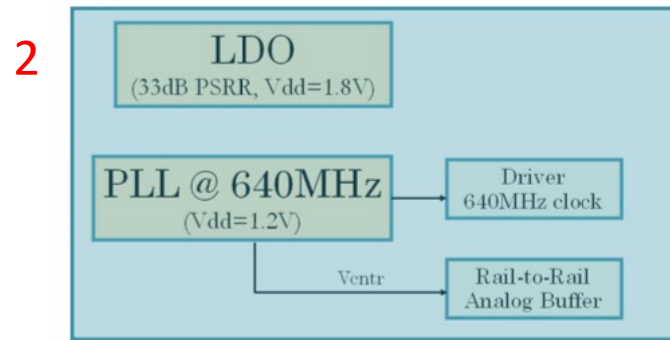 2
LDO
(33dB PSRR, Vdd=1.8V)
PLL @ 640MHz
(Vdd=1.2V)
Driver
640MHz clock
Vcntr
Rail-to-Rail
Analog Buffer